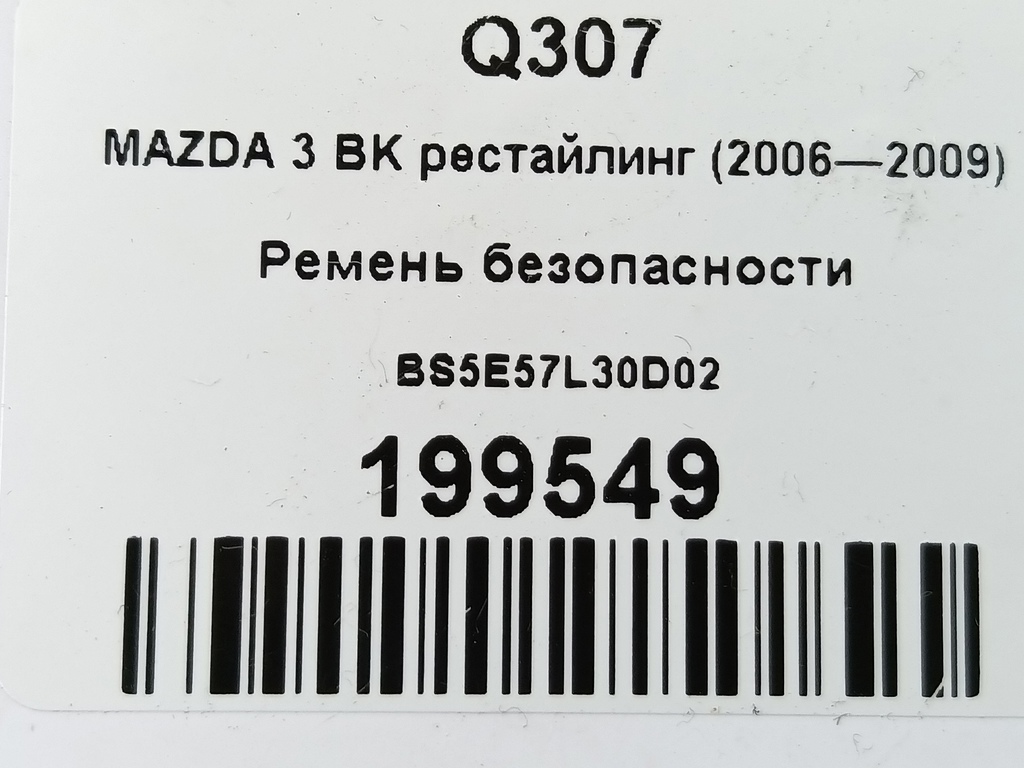 Q307
MAZDA 3 BK рестайлинг (2006—2009)
Ремень безопасности
BS5E57L30D02
199549